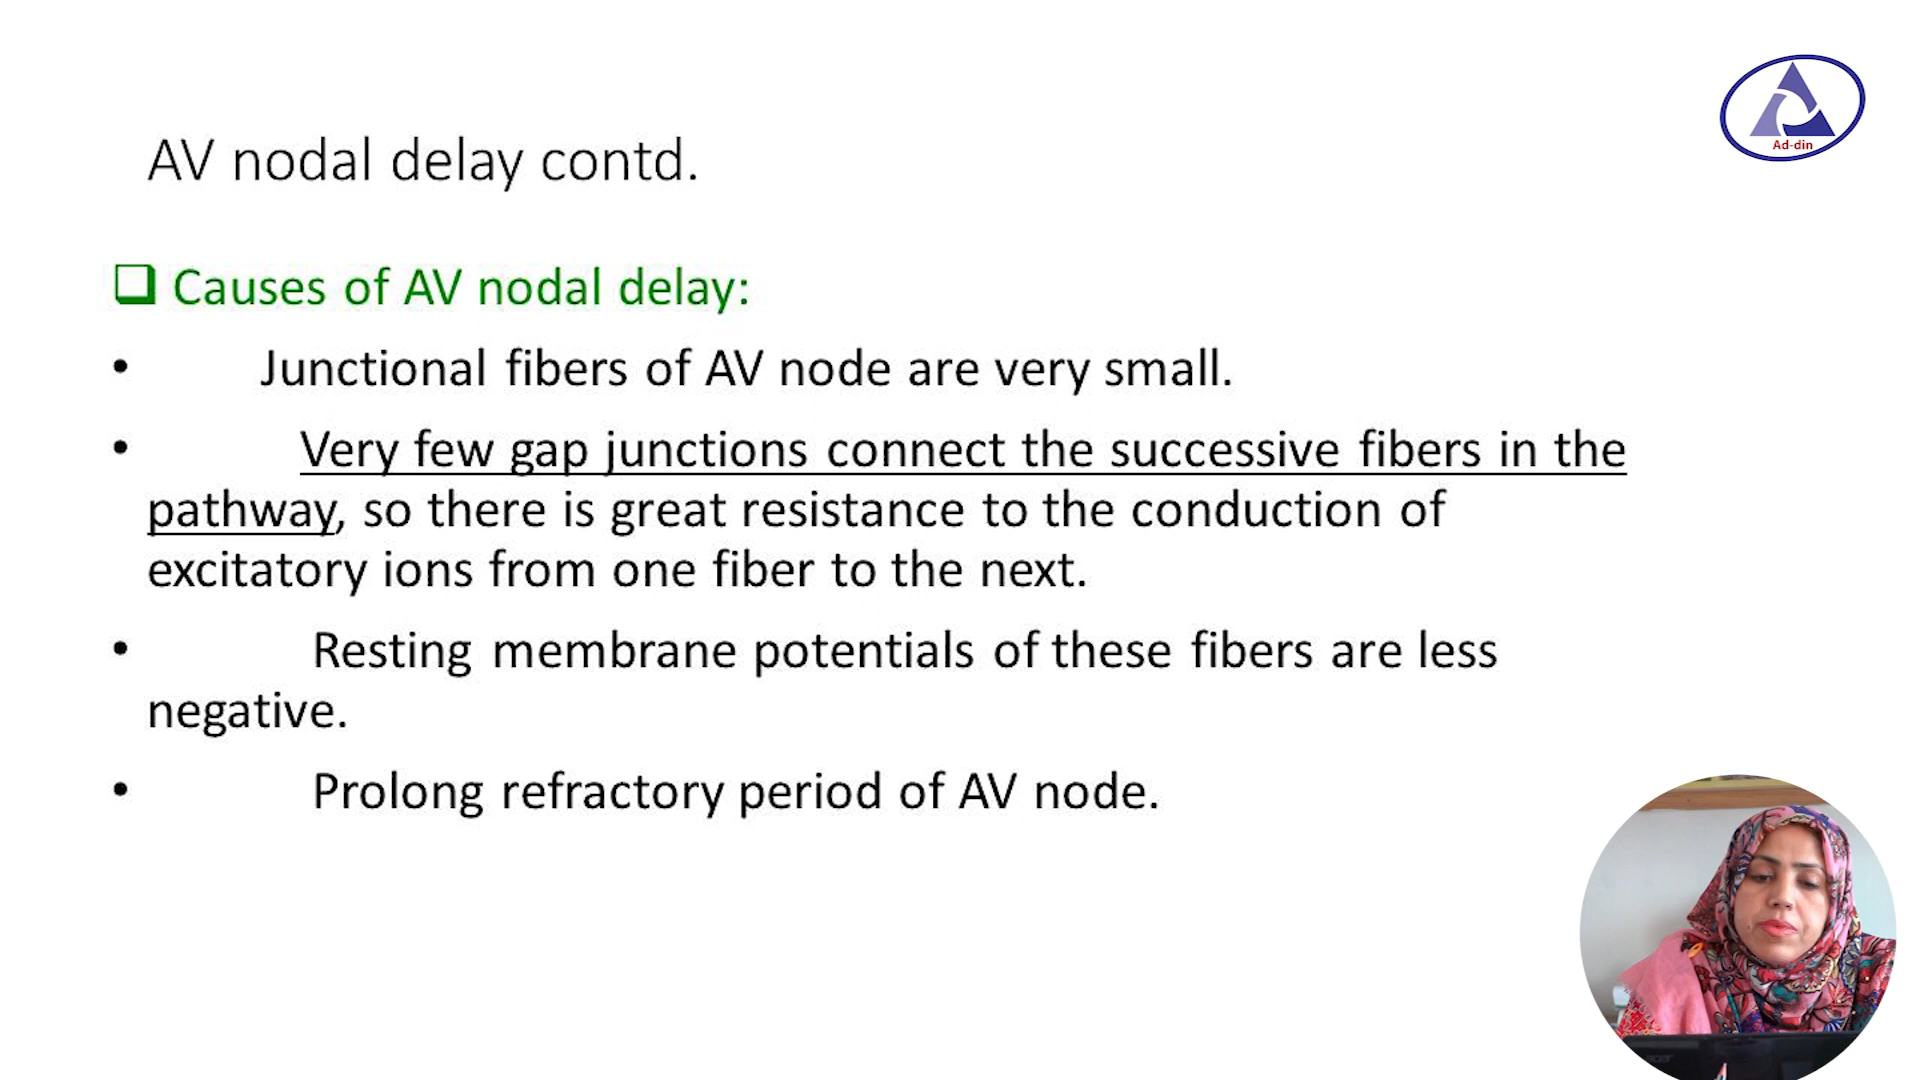 Ad-din
AV nodal delay contd.
Causes of AV nodal delay:
• Junctional fibers of AV node are very small.
• Very few gap junctions connect the successive fibers in the
pathway, so there is great resistance to the conduction of
excitatory ions from one fiber to the next.
• Resting membrane potentials of these fibers are less
negative.
• Prolong refractory period of AV node.
acer